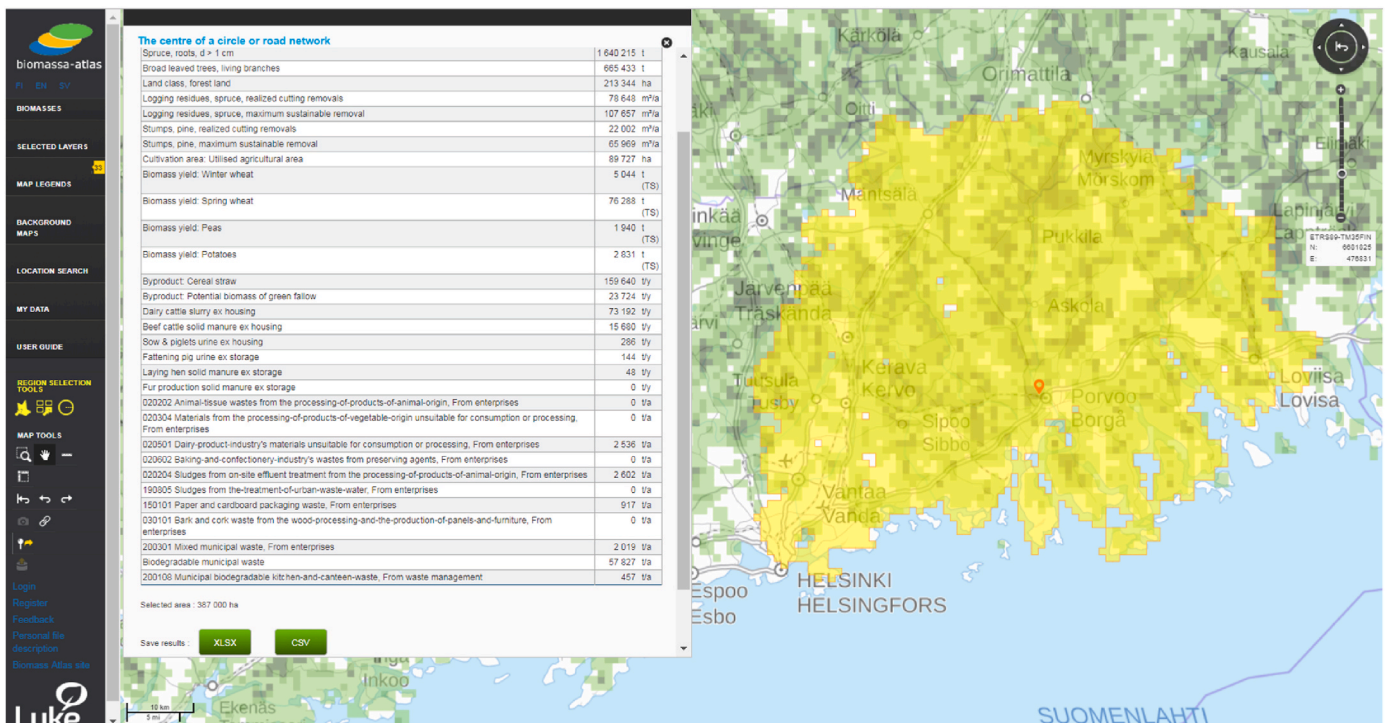 biomassa-atlas
FI EN SV
BIOMASSES
SELECTED LAYERS
33
MAP LEGENDS
BACKGROUND
MAPS
LOCATION SEARCH
MY DATA
USER GUIDE
REGION SELECTION
TOOLS
MAP TOOLS
Login
Register
Feedback
Personal file
description
Biomass Atlas site
Luke
The centre of a circle or road network
Spruce, roots, d > 1 cm 1 640 215 t
Broad leaved trees, living branches 665 433 t
Land class, forest land 213 344 ha
Logging residues, spruce, realized cutting removals 78 648 m³/a
Logging residues, spruce, maximum sustainable removal 107 657 m³/a
Stumps, pine, realized cutting removals 22 002 m³/a
Stumps, pine, maximum sustainable removal 65 969 m³/a
Cultivation area: Utilised agricultural area 89 727 ha
Biomass yield: Winter wheat 5 044 t
(TS)
Biomass yield: Spring wheat 76 288 t
(TS)
Biomass yield: Peas 1 940 t
(TS)
Biomass yield: Potatoes 2 831 t
(TS)
Byproduct: Cereal straw 159 640 t/y
Byproduct: Potential biomass of green fallow 23 724 t/y
Dairy cattle slurry ex housing 73 192 t/y
Beef cattle solid manure ex housing 15 680 t/y
Sow & piglets urine ex housing 286 t/y
Fattening pig urine ex storage 144 t/y
Laying hen solid manure ex storage 48 t/y
Fur production solid manure ex storage 0 t/y
020202 Animal-tissue wastes from the processing-of-products-of-animal-origin, From enterprises 0 t/a
020304 Materials from the processing-of-products-of-vegetable-origin unsuitable for consumption or processing, 0 t/a
From enterprises
020501 Dairy-product-industry's materials unsuitable for consumption or processing, From enterprises 2 536 t/a
020602 Baking-and-confectionery-industry's wastes from preserving agents, From enterprises 0 t/a
020204 Sludges from on-site effluent treatment from the processing-of-products-of-animal-origin, From enterprises 2 602 t/a
190805 Sludges from the-treatment-of-urban-waste-water, From enterprises 0 t/a
150101 Paper and cardboard packaging waste, From enterprises 917 t/a
030101 Bark and cork waste from the wood-processing-and-the-production-of-panels-and-furniture, From 0 t/a
enterprises
200301 Mixed municipal waste, From enterprises 2 019 t/a
Biodegradable municipal waste 57 827 t/a
200108 Municipal biodegradable kitchen-and-canteen-waste, From waste management 457 t/a
Selected area : 387 000 ha
Save results :
XLSX
CSV
10 km
5 mi
Inkoo
Ekenäs
Kärkölä
Kausala
Orimattila
Oitti
Myrskylä
Mörskom
Mäntsälä
Lapinjärvi
Pukkila
ETRS89-TM35FIN
N: 6681825
E: 476831
Järvenpää
Träskända
Askola
Kerava
Kervo
Tuusula
Tusby
Loviisa
Lovisa
Porvoo
Borgå
Sipoo
Sibbo
Vantaa
Vanda
Espoo
Esbo
HELSINKI
HELSINGFORS
SUOMENLAHTI